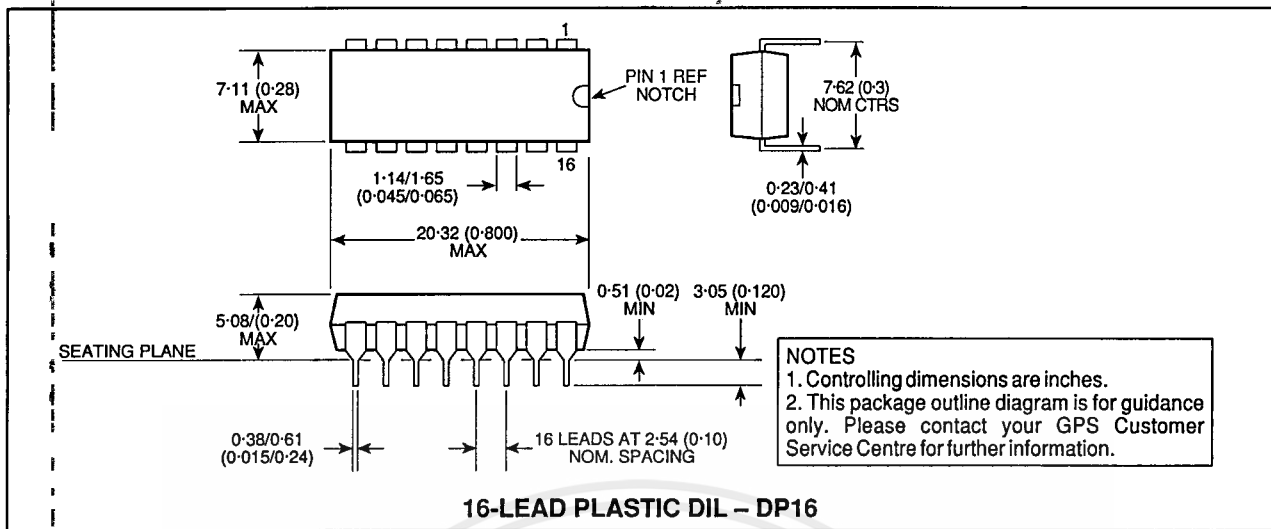 1
7·11 (0·28)
MAX
PIN 1 REF
NOTCH
7·62 (0·3)
NOM CTRS
16
1·14/1·65
(0·045/0·065)
0·23/0·41
(0·009/0·016)
20·32 (0·800)
MAX
0·51 (0·02)
MIN
3·05 (0·120)
MIN
5·08/(0·20)
MAX
SEATING PLANE
NOTES
1. Controlling dimensions are inches.
2. This package outline diagram is for guidance
only. Please contact your GPS Customer
Service Centre for further information.
0·38/0·61
(0·015/0·24)
16 LEADS AT 2·54 (0·10)
NOM. SPACING
16-LEAD PLASTIC DIL – DP16